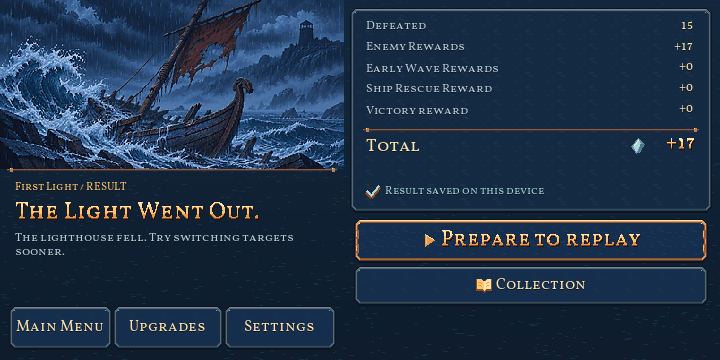 First Light / RESULT
The Light Went Out.
The lighthouse fell. Try switching targets
sooner.
Main Menu
Upgrades
Settings
Defeated 15
Enemy Rewards +17
Early Wave Rewards +0
Ship Rescue Reward +0
Victory reward +0
Total +17
Result saved on this device
Prepare to replay
Collection